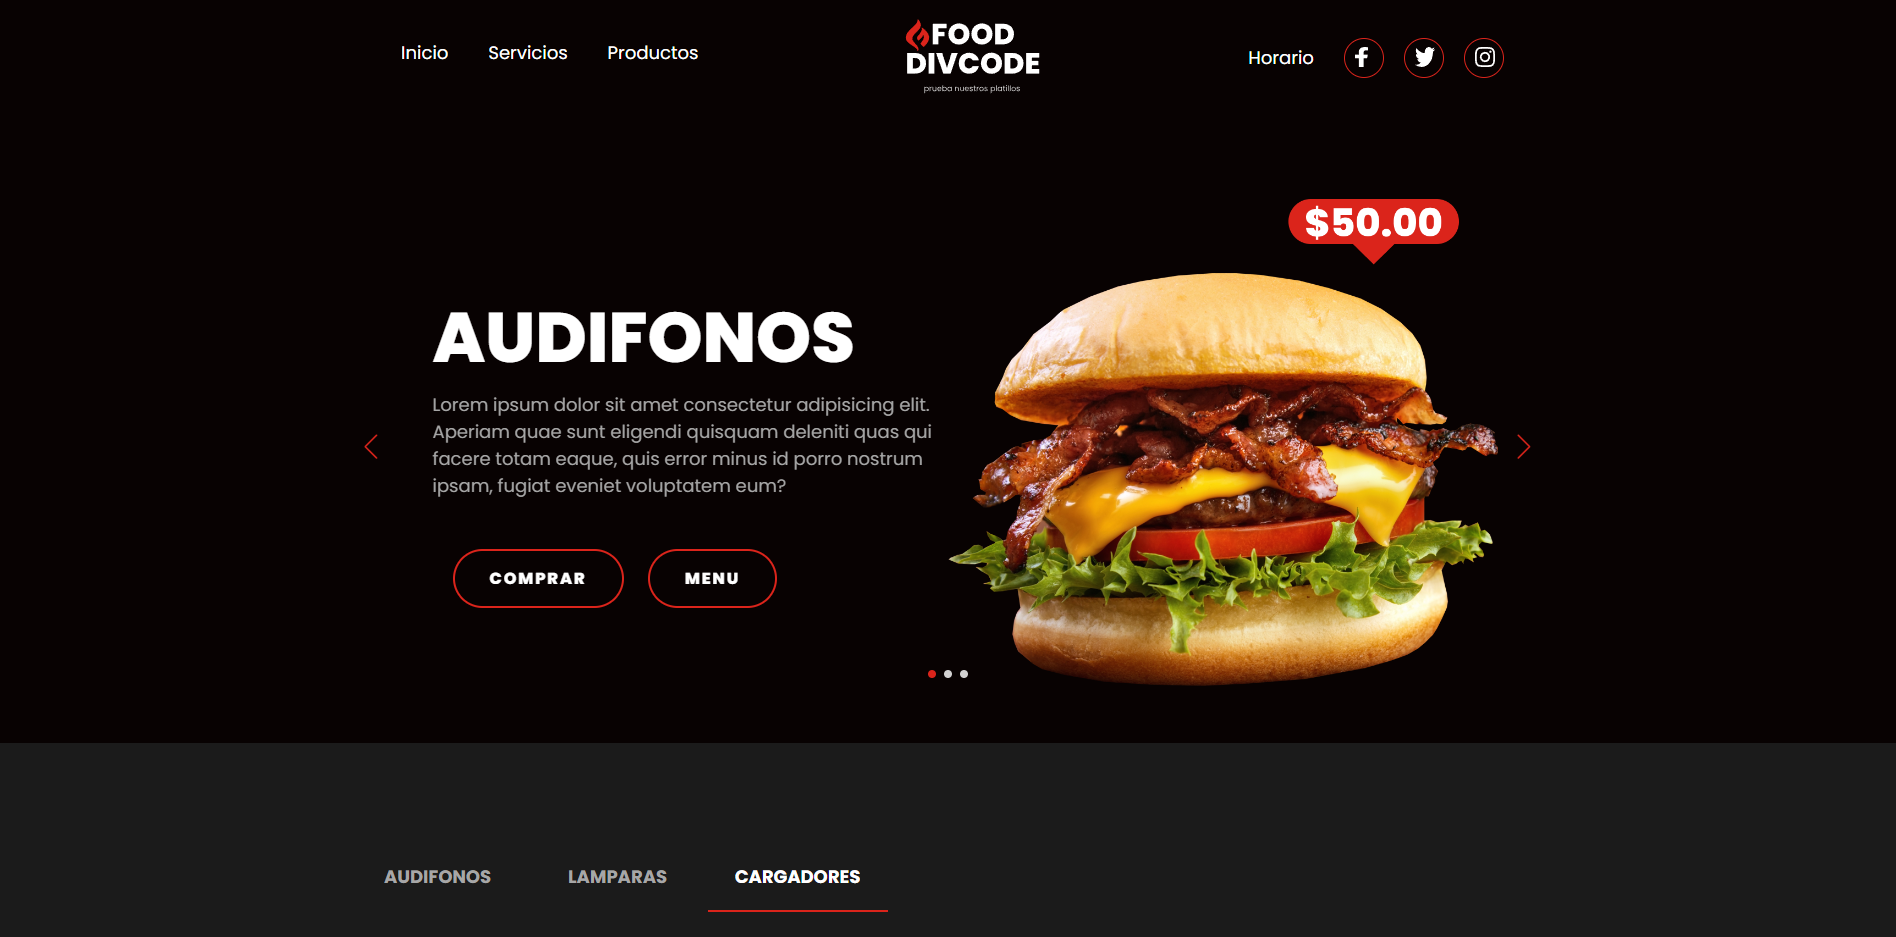 Inicio Servicios Productos
FOOD
DIVCODE
prueba nuestros platillos
Horario
$50.00
AUDIFONOS
Lorem ipsum dolor sit amet consectetur adipisicing elit.
Aperiam quae sunt eligendi quisquam deleniti quas qui
facere totam eaque, quis error minus id porro nostrum
ipsam, fugiat eveniet voluptatem eum?
COMPRAR MENU
AUDIFONOS LAMPARAS CARGADORES